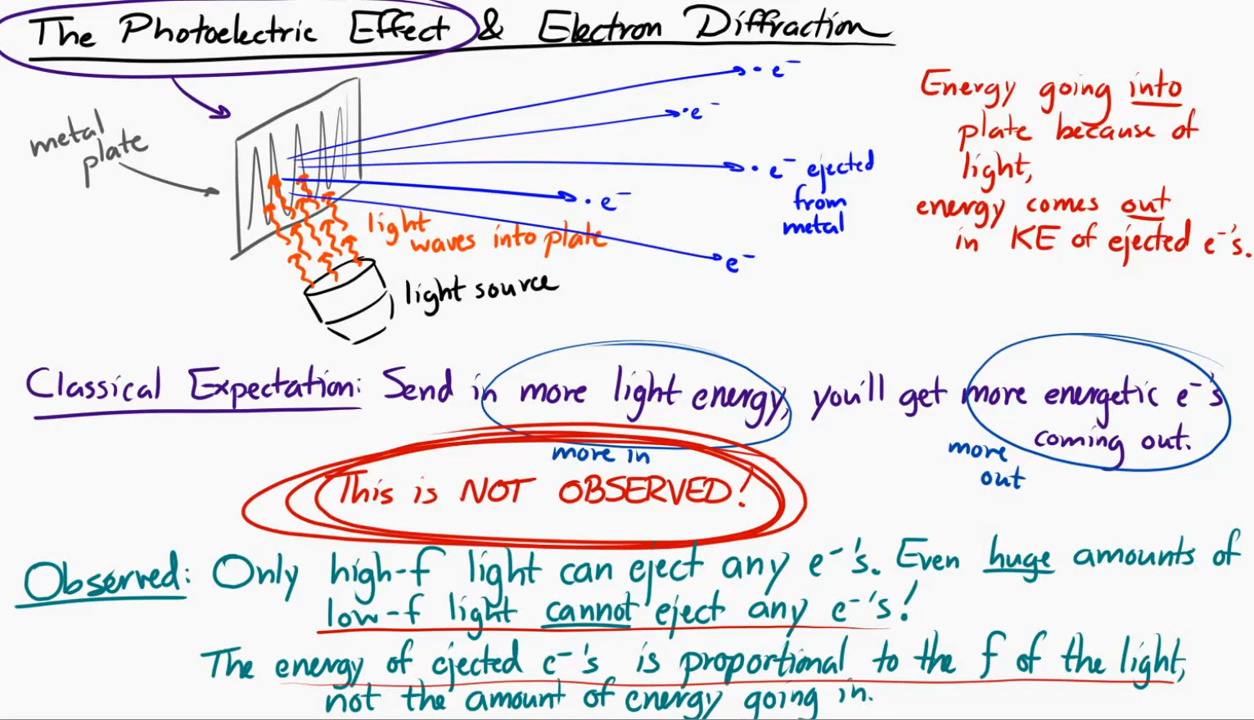 The Photoelectric Effect & Electron Diffraction
metal
plate
e⁻
e⁻
e⁻ ejected
from
metal
e⁻
e⁻
light
waves into plate
light source
Energy going into
plate because of
light,
energy comes out
in KE of ejected e⁻'s.
Classical Expectation: Send in more light energy, you'll get more energetic e⁻'s
coming out.
more in
more
out
This is NOT OBSERVED!
Observed: Only high-f light can eject any e⁻'s. Even huge amounts of
low-f light cannot eject any e⁻'s!
The energy of ejected e⁻'s is proportional to the f of the light,
not the amount of energy going in.